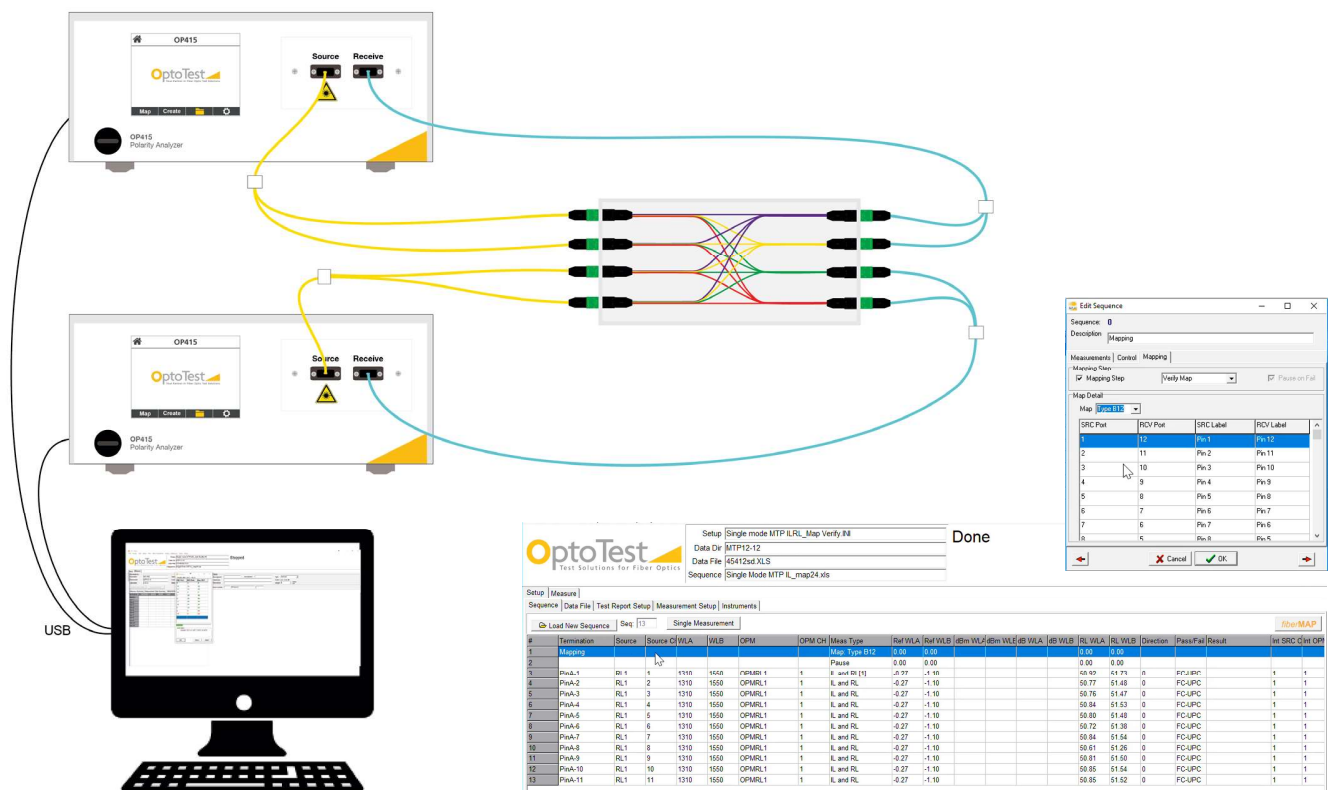 OP415
OptoTest
Map Create
Source Receive
OP415
Polarity Analyzer
OP415
OptoTest
Map Create
Source Receive
OP415
Polarity Analyzer
USB
OptoTest
Stopped
Edit Sequence
Sequence: 0
Description Mapping
Measurements Control Mapping
Mapping Step
Mapping Step Verify Map Pause on Fail
Map Detail
Map Type B12
SRC Port RCV Port SRC Label RCV Label
1 12 Pin 1 Pin 12
2 11 Pin 2 Pin 11
3 10 Pin 3 Pin 10
4 9 Pin 4 Pin 9
5 8 Pin 5 Pin 8
6 7 Pin 6 Pin 7
7 6 Pin 7 Pin 6
8 5 Pin 8 Pin 5
Cancel OK
OptoTest
Test Solutions for Fiber Optics
Setup Single mode MTP ILRL_Map Verify.INI
Data Dir MTP12-12
Data File 45412sd.XLS
Sequence Single Mode MTP IL_map24.xls
Done
Setup Measure
Sequence Data File Test Report Setup Measurement Setup Instruments
Load New Sequence Seq: 13 Single Measurement fiberMAP
# Termination Source Source C WLA WLB OPM OPM CH Meas Type Ref WLA Ref WLB dBm WLA dBm WLB dB WLA dB WLB RL WLA RL WLB Direction Pass/Fail Result Int SRC C Int OPM
1 Mapping Map: Type B12 0.00 0.00 0.00 0.00
2 Pause 0.00 0.00 0.00 0.00
3 PinA-1 RL1 1 1310 1550 OPMRL1 1 IL and RL[1] -0.27 -1.10 50.92 51.73 0 FC-UPC 1 1
4 PinA-2 RL1 2 1310 1550 OPMRL1 1 IL and RL -0.27 -1.10 50.77 51.48 0 FC-UPC 1 1
5 PinA-3 RL1 3 1310 1550 OPMRL1 1 IL and RL -0.27 -1.10 50.76 51.47 0 FC-UPC 1 1
6 PinA-4 RL1 4 1310 1550 OPMRL1 1 IL and RL -0.27 -1.10 50.84 51.53 0 FC-UPC 1 1
7 PinA-5 RL1 5 1310 1550 OPMRL1 1 IL and RL -0.27 -1.10 50.80 51.48 0 FC-UPC 1 1
8 PinA-6 RL1 6 1310 1550 OPMRL1 1 IL and RL -0.27 -1.10 50.72 51.38 0 FC-UPC 1 1
9 PinA-7 RL1 7 1310 1550 OPMRL1 1 IL and RL -0.27 -1.10 50.84 51.54 0 FC-UPC 1 1
10 PinA-8 RL1 8 1310 1550 OPMRL1 1 IL and RL -0.27 -1.10 50.61 51.26 0 FC-UPC 1 1
11 PinA-9 RL1 9 1310 1550 OPMRL1 1 IL and RL -0.27 -1.10 50.81 51.50 0 FC-UPC 1 1
12 PinA-10 RL1 10 1310 1550 OPMRL1 1 IL and RL -0.27 -1.10 50.85 51.54 0 FC-UPC 1 1
13 PinA-11 RL1 11 1310 1550 OPMRL1 1 IL and RL -0.27 -1.10 50.85 51.52 0 FC-UPC 1 1